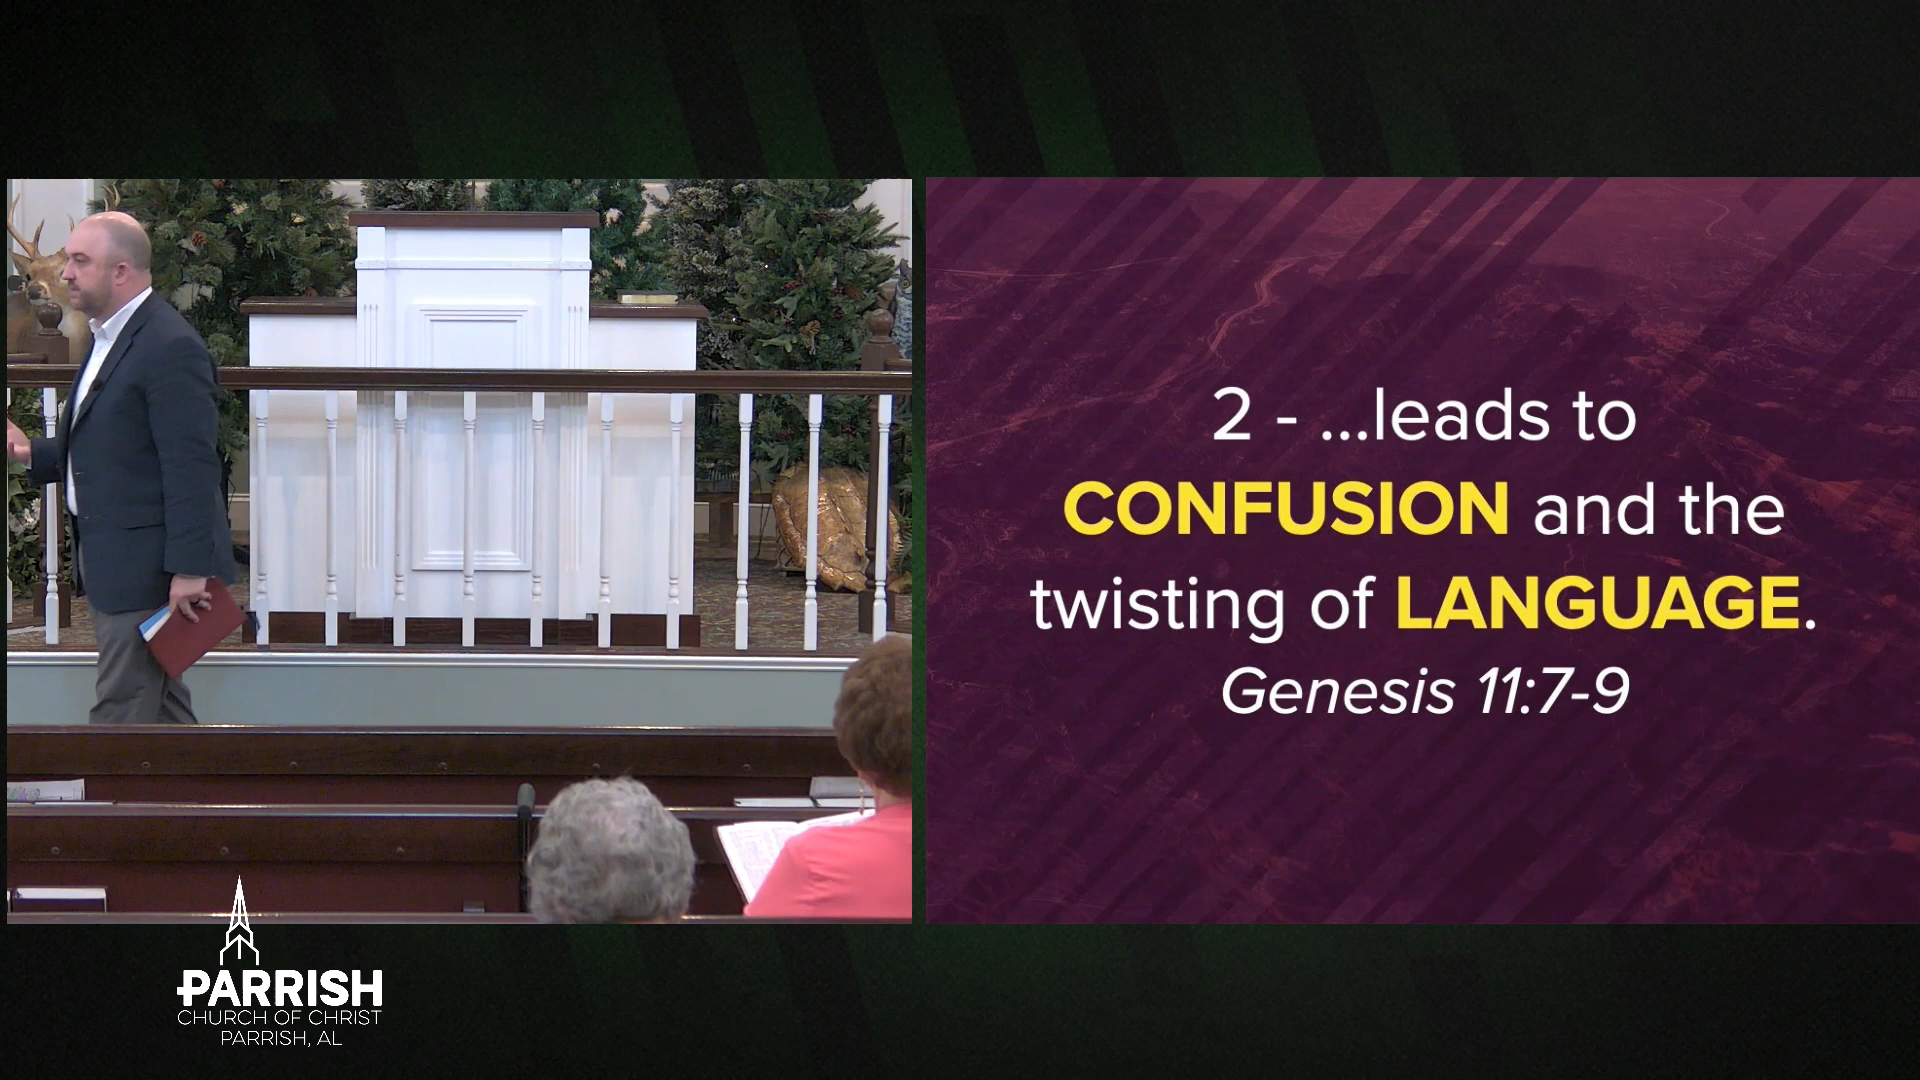 2 - ...leads to
CONFUSION and the
twisting of LANGUAGE.
Genesis 11:7-9
PARRISH
CHURCH OF CHRIST
PARRISH, AL